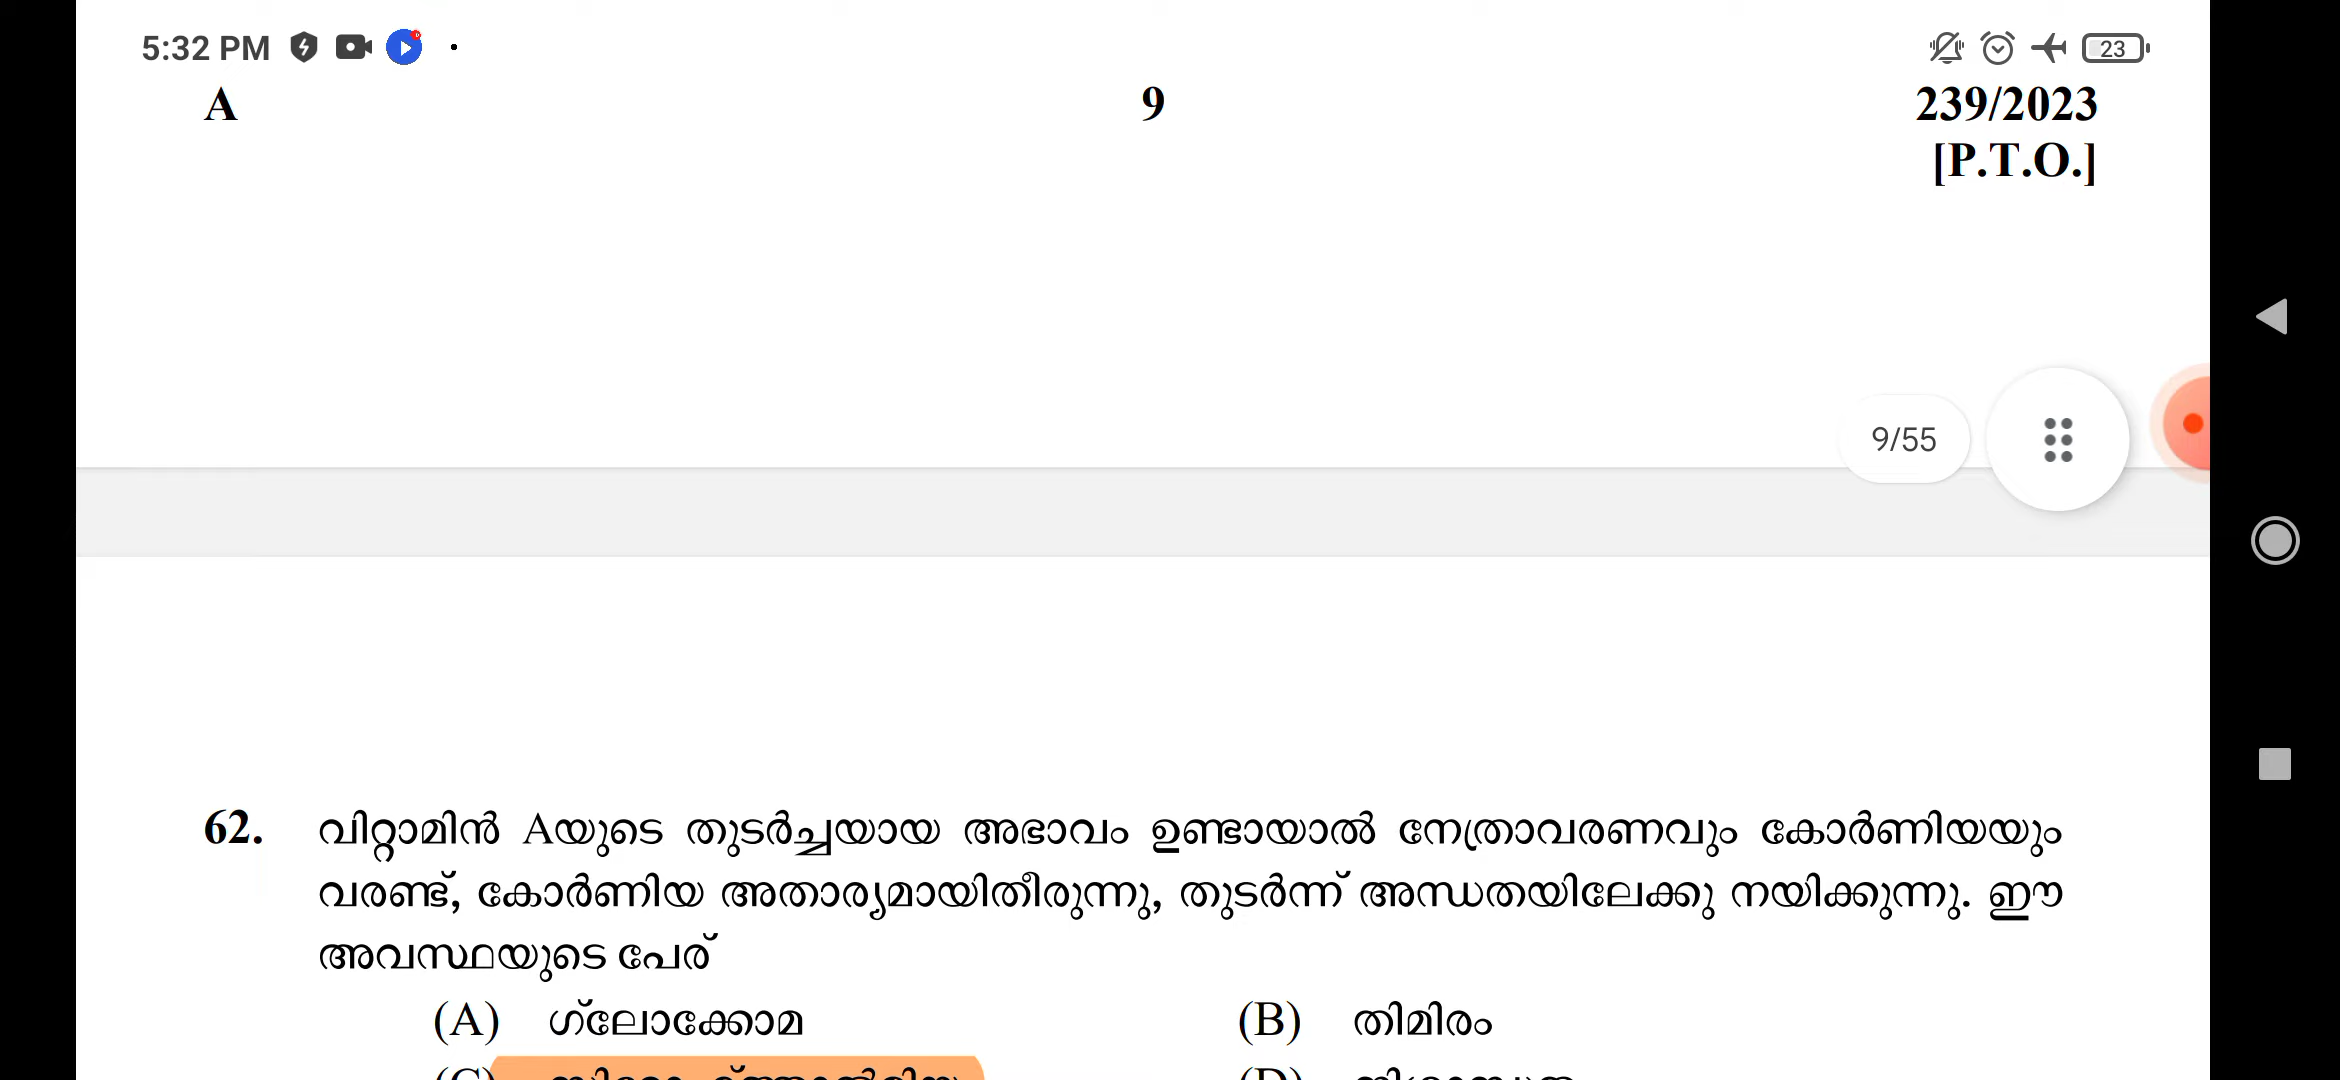 5:32 PM
23
A 9 239/2023
[P.T.O.]
9/55
62. വിറ്റാമിൻ Aയുടെ തുടർച്ചയായ അഭാവം ഉണ്ടായാൽ നേത്രാവരണവും കോർണിയയും
വരണ്ട്, കോർണിയ അതാര്യമായിതീരുന്നു, തുടർന്ന് അന്ധതയിലേക്കു നയിക്കുന്നു. ഈ
അവസ്ഥയുടെ പേര്
(A) ഗ്ലോക്കോമ (B) തിമിരം
(C) (D)